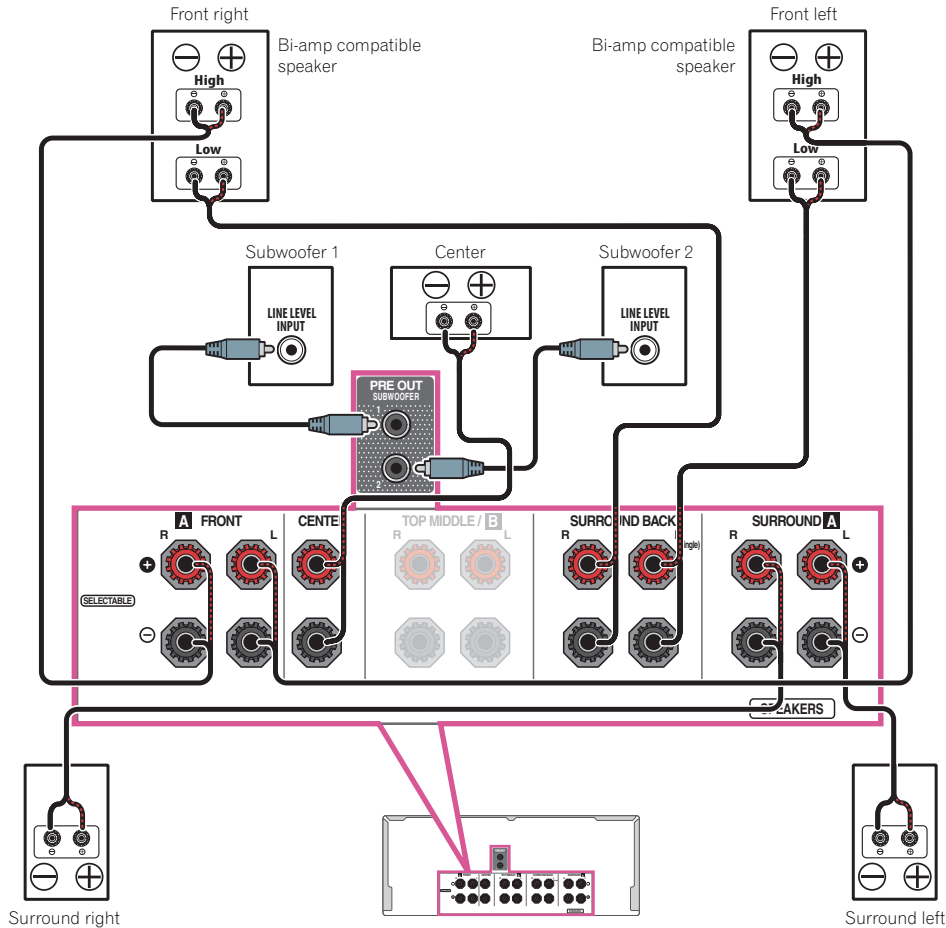 Front right
Front left
Bi-amp compatible
speaker
Bi-amp compatible
speaker
High
Low
High
Low
Subwoofer 1
Center
Subwoofer 2
LINE LEVEL
INPUT
LINE LEVEL
INPUT
PRE OUT
SUBWOOFER
1
2
A FRONT
R L
CENTE
TOP MIDDLE / B
R L
SURROUND BACK
R
ingle)
SURROUND A
R L
SELECTABLE
SPEAKERS
Surround right
Surround left